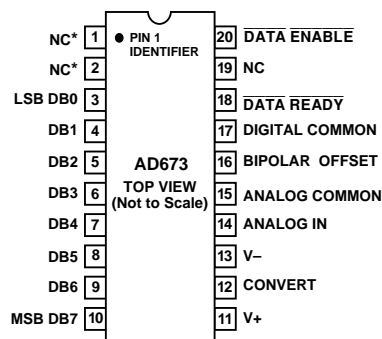 NC* 1 ● PIN 1 IDENTIFIER 20 DATA ENABLE
NC* 2 19 NC
LSB DB0 3 18 DATA READY
DB1 4 17 DIGITAL COMMON
DB2 5 AD673 16 BIPOLAR OFFSET
DB3 6 TOP VIEW 15 ANALOG COMMON
DB4 7 (Not to Scale) 14 ANALOG IN
DB5 8 13 V–
DB6 9 12 CONVERT
MSB DB7 10 11 V+